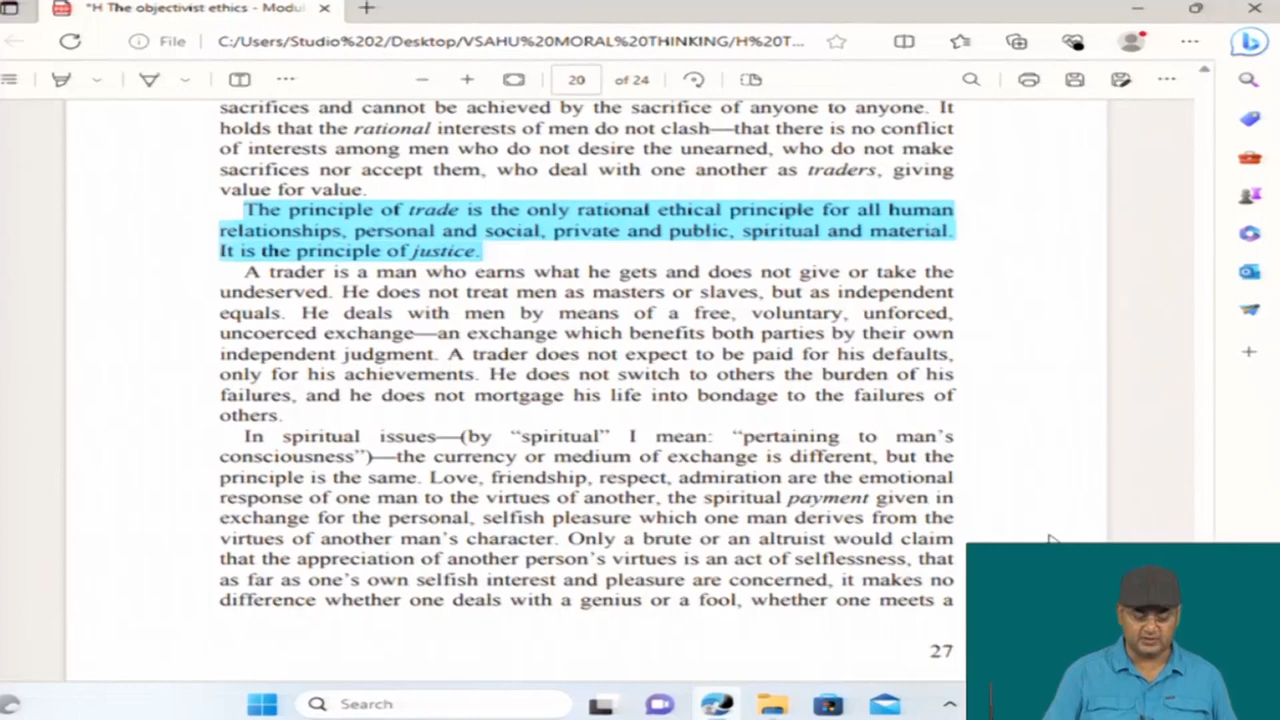 "H The objectivist ethics - Modu
File
C:/Users/Studio%202/Desktop/VSAHU%20MORAL%20THINKING/H%20T...
20 of 24
sacrifices and cannot be achieved by the sacrifice of anyone to anyone. It
holds that the rational interests of men do not clash—that there is no conflict
of interests among men who do not desire the unearned, who do not make
sacrifices nor accept them, who deal with one another as traders, giving
value for value.
The principle of trade is the only rational ethical principle for all human
relationships, personal and social, private and public, spiritual and material.
It is the principle of justice.
A trader is a man who earns what he gets and does not give or take the
undeserved. He does not treat men as masters or slaves, but as independent
equals. He deals with men by means of a free, voluntary, unforced,
uncoerced exchange—an exchange which benefits both parties by their own
independent judgment. A trader does not expect to be paid for his defaults,
only for his achievements. He does not switch to others the burden of his
failures, and he does not mortgage his life into bondage to the failures of
others.
In spiritual issues—(by “spiritual” I mean: “pertaining to man’s
consciousness”)—the currency or medium of exchange is different, but the
principle is the same. Love, friendship, respect, admiration are the emotional
response of one man to the virtues of another, the spiritual payment given in
exchange for the personal, selfish pleasure which one man derives from the
virtues of another man’s character. Only a brute or an altruist would claim
that the appreciation of another person’s virtues is an act of selflessness, that
as far as one’s own selfish interest and pleasure are concerned, it makes no
difference whether one deals with a genius or a fool, whether one meets a
27
Search